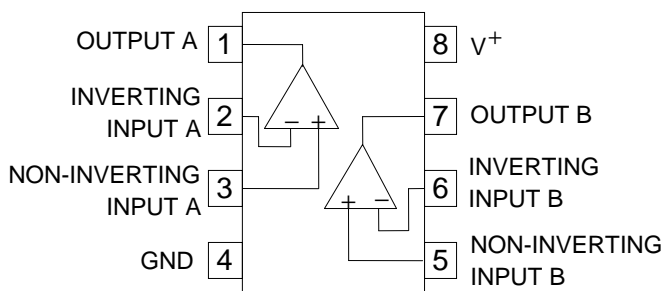 OUTPUT A 1
8 V+
INVERTING
INPUT A 2
7 OUTPUT B
− +
NON-INVERTING
INPUT A 3
6 INVERTING
INPUT B
+ −
GND 4
5 NON-INVERTING
INPUT B